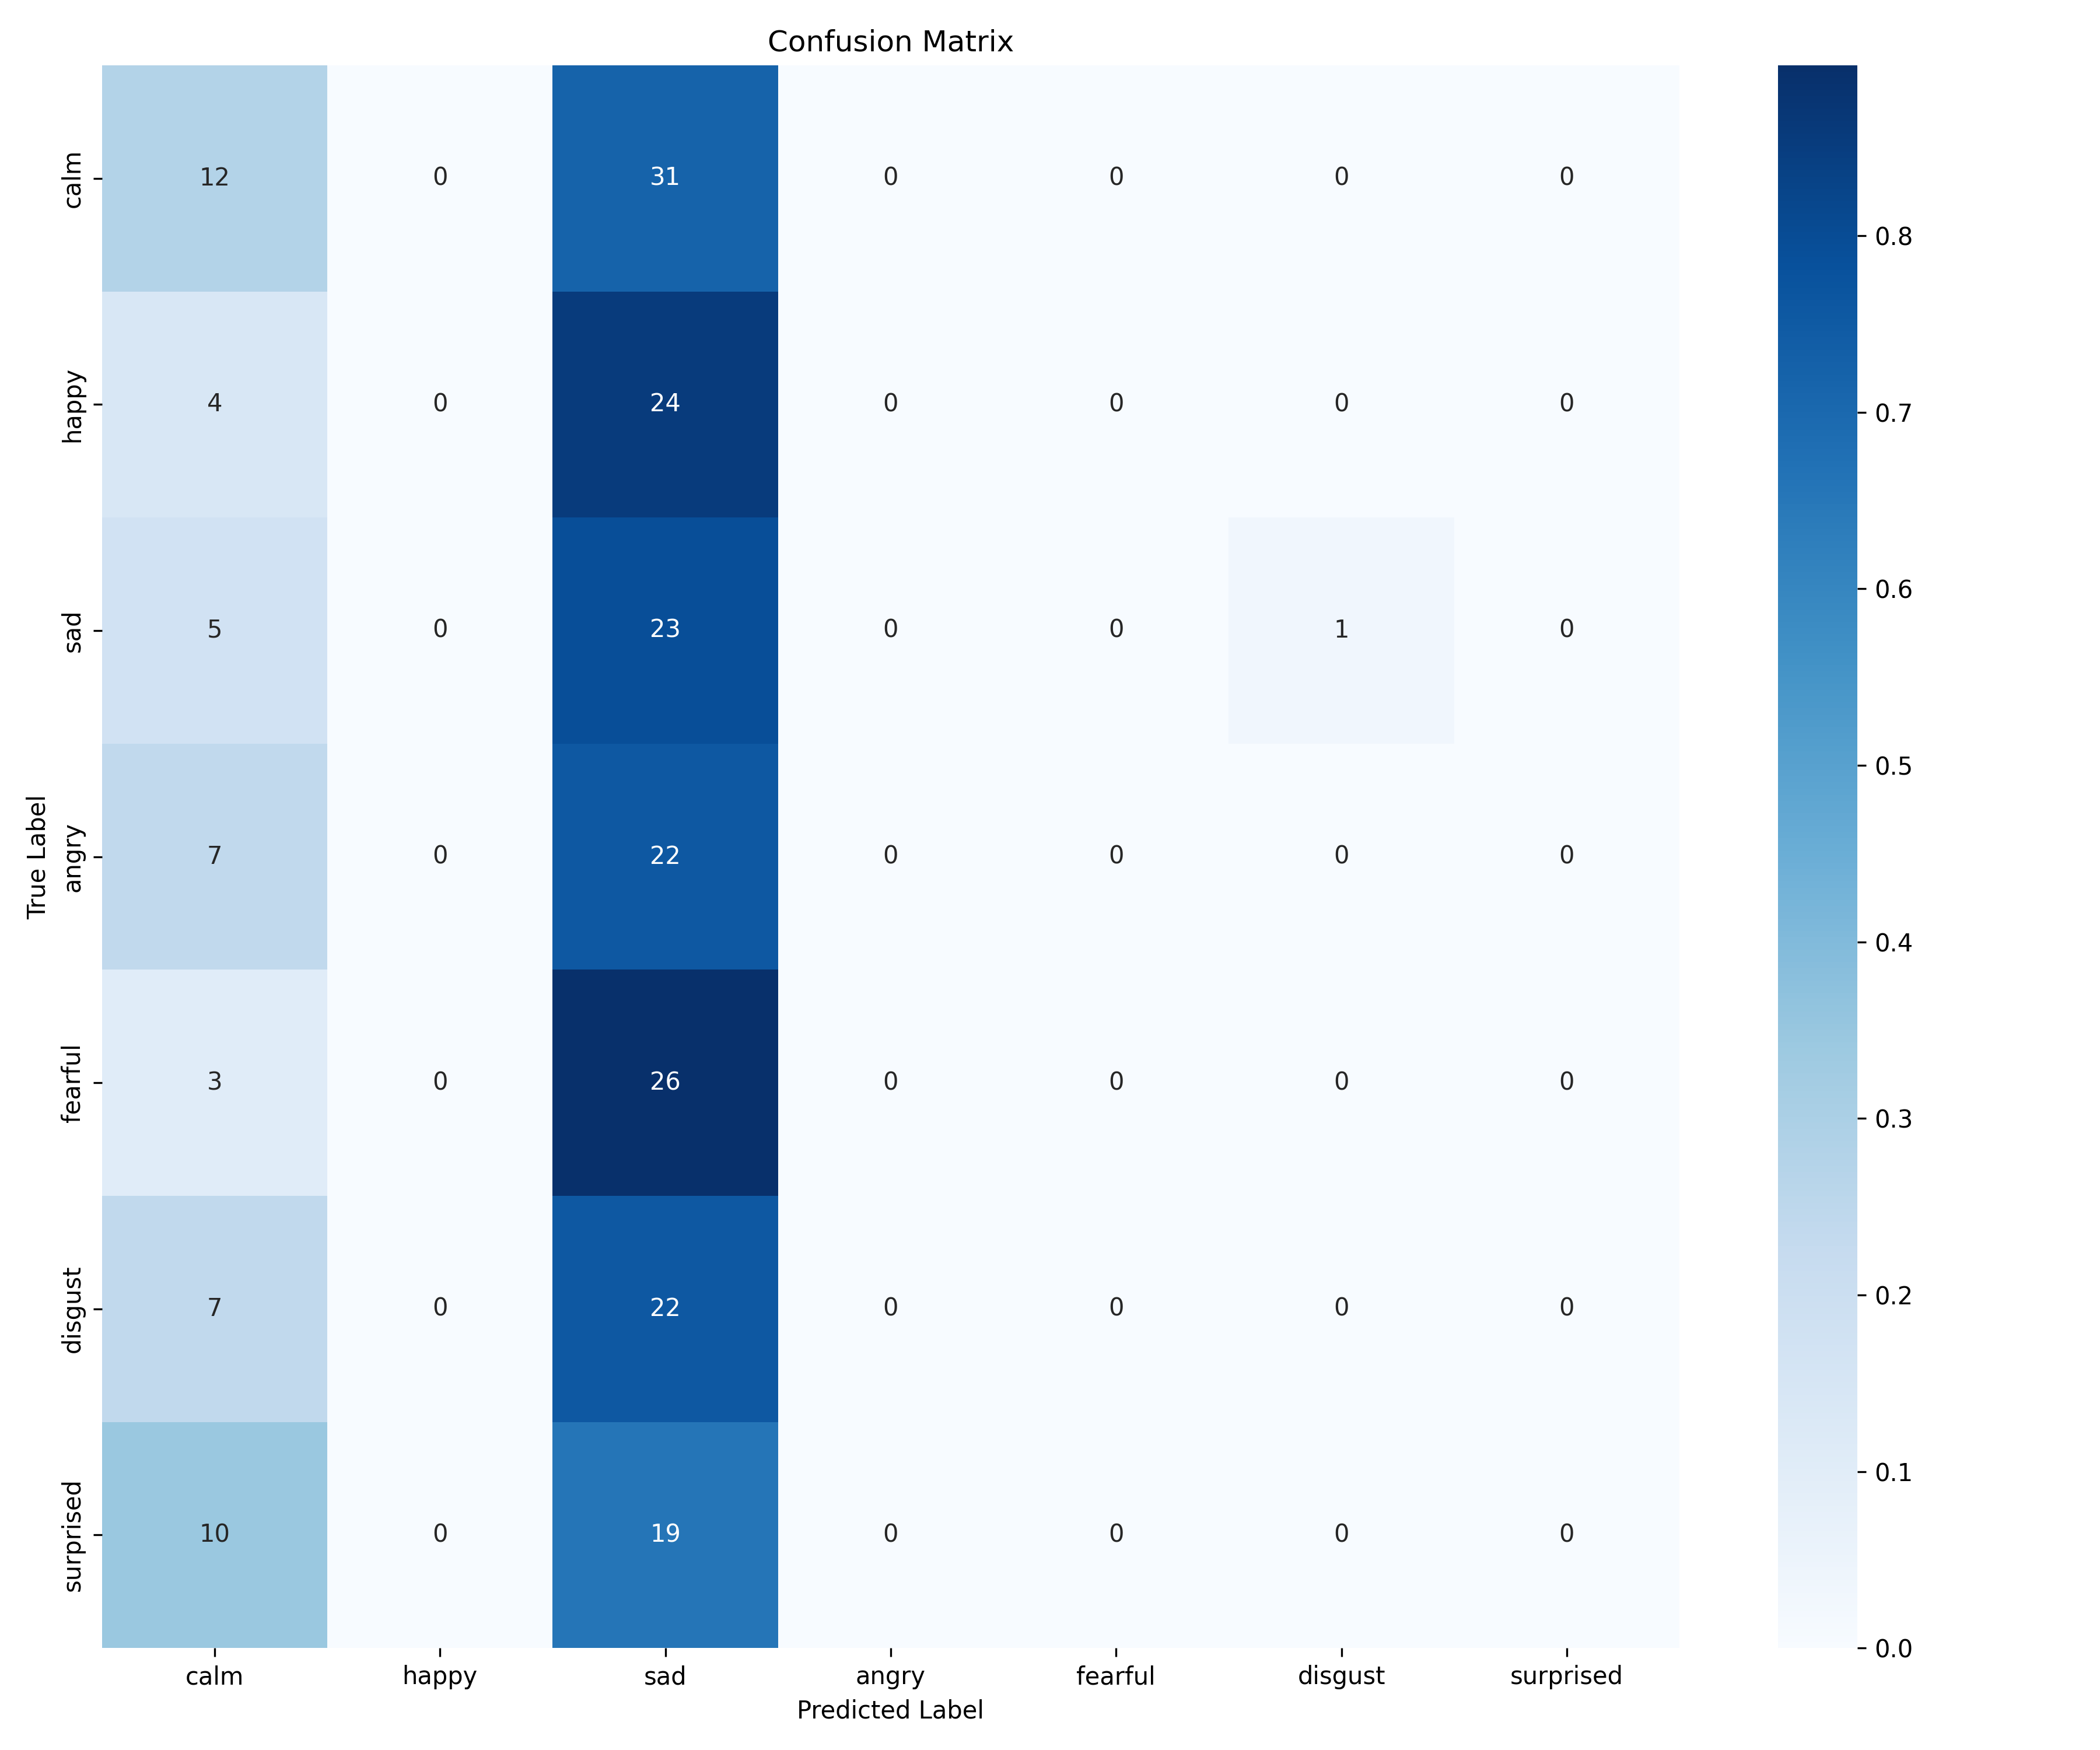 Confusion Matrix
calm 12 0 31 0 0 0 0
happy 4 0 24 0 0 0 0
sad 5 0 23 0 0 1 0
angry 7 0 22 0 0 0 0
fearful 3 0 26 0 0 0 0
disgust 7 0 22 0 0 0 0
surprised 10 0 19 0 0 0 0
True Label
calm happy sad angry fearful disgust surprised
Predicted Label
0.8
0.7
0.6
0.5
0.4
0.3
0.2
0.1
0.0